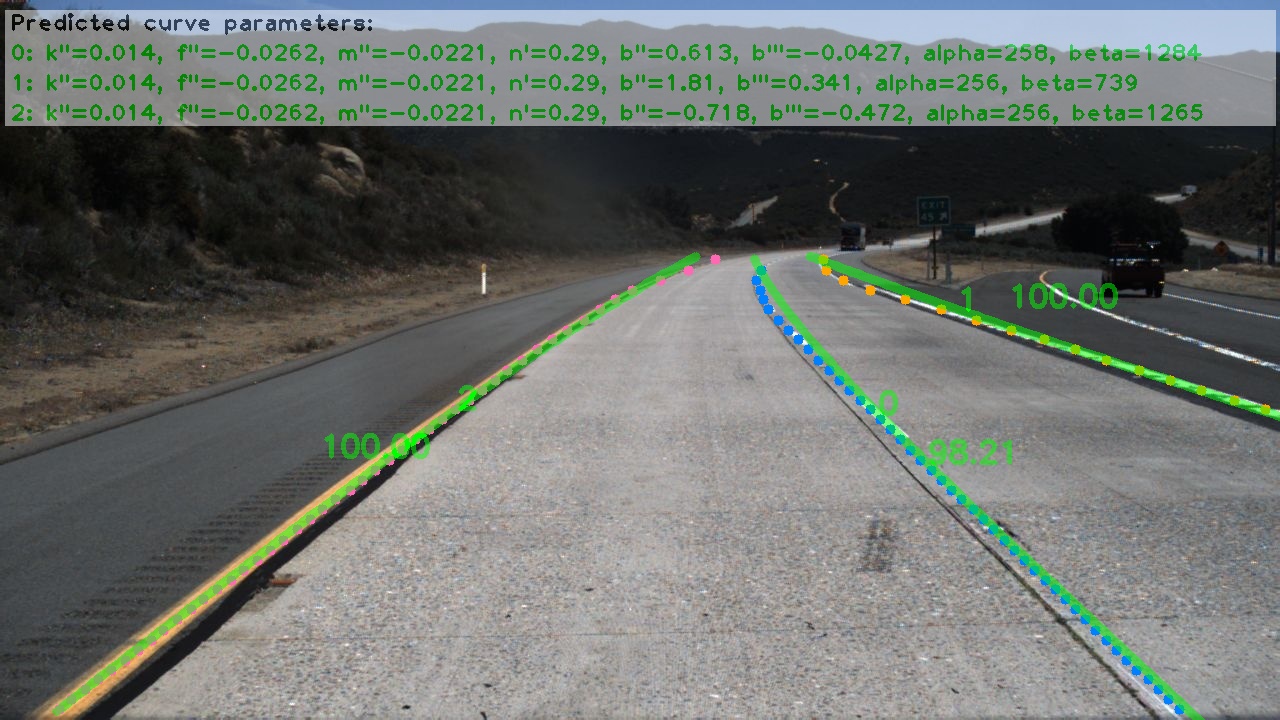 Predicted curve parameters:
0: k''=0.014, f''=−0.0262, m''=−0.0221, n'=0.29, b''=0.613, b'''=−0.0427, alpha=258, beta=1284
1: k''=0.014, f''=−0.0262, m''=−0.0221, n'=0.29, b''=1.81, b'''=0.341, alpha=256, beta=739
2: k''=0.014, f''=−0.0262, m''=−0.0221, n'=0.29, b''=−0.718, b'''=−0.472, alpha=256, beta=1265
EXIT
45
1 100.00
2
0
100.00
98.21